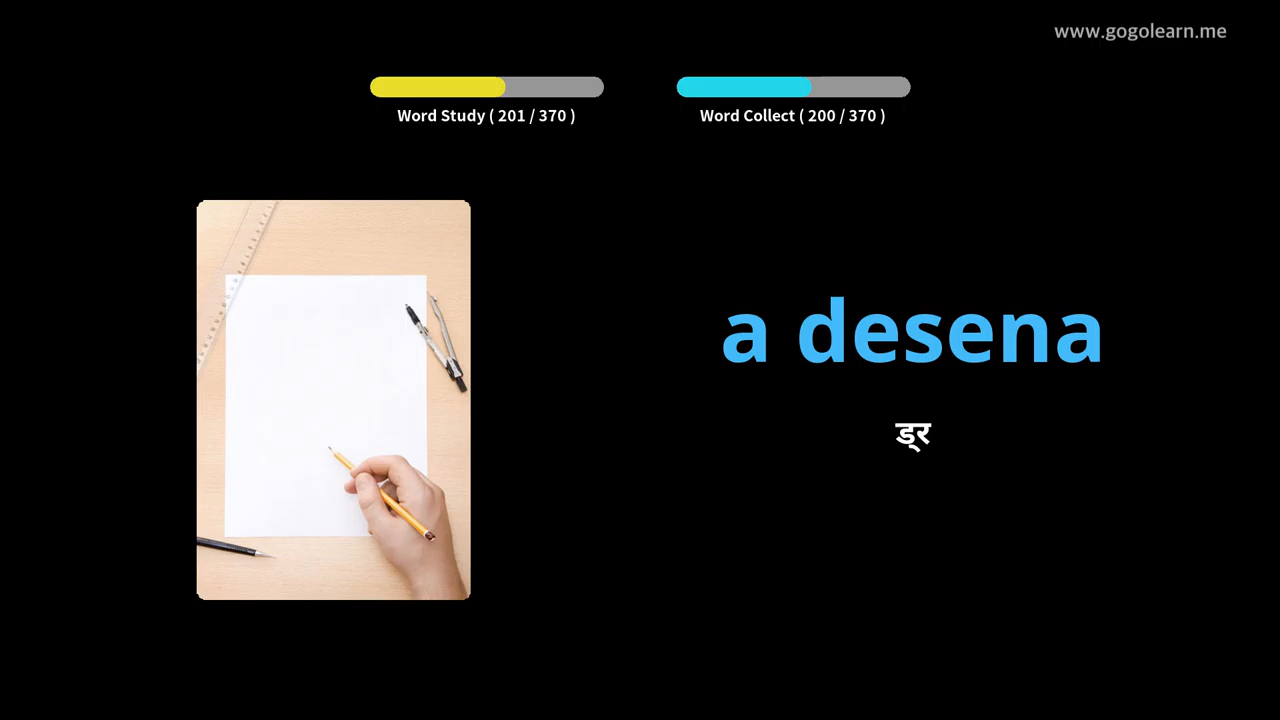 www.gogolearn.me
Word Study ( 201 / 370 )
Word Collect ( 200 / 370 )
a desena
ड्र